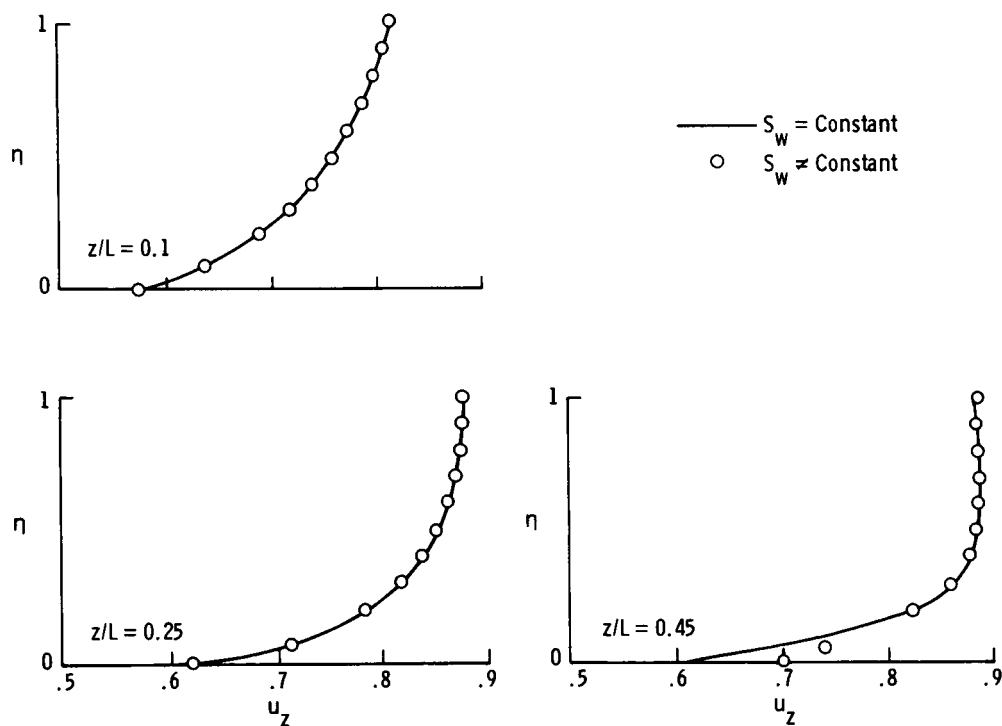 1
η
z/L = 0.1
0
S_w = Constant
S_w ≠ Constant
1
η
z/L = 0.25
0
.5 .6 .7 .8 .9
u_z
1
η
z/L = 0.45
0
.5 .6 .7 .8 .9
u_z